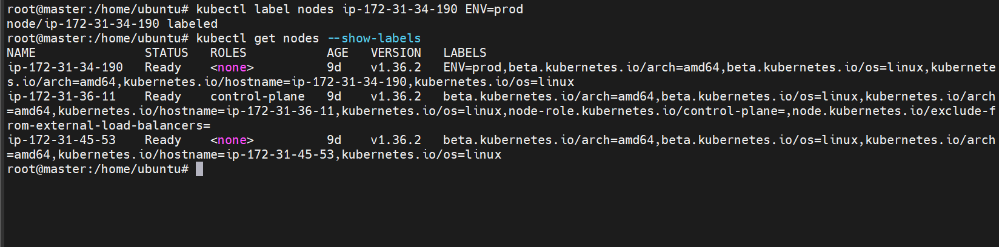 root@master:/home/ubuntu# kubectl label nodes ip-172-31-34-190 ENV=prod
node/ip-172-31-34-190 labeled
root@master:/home/ubuntu# kubectl get nodes --show-labels
NAME               STATUS   ROLES           AGE   VERSION   LABELS
ip-172-31-34-190   Ready    <none>          9d    v1.36.2   ENV=prod,beta.kubernetes.io/arch=amd64,beta.kubernetes.io/os=linux,kubernete
s.io/arch=amd64,kubernetes.io/hostname=ip-172-31-34-190,kubernetes.io/os=linux
ip-172-31-36-11    Ready    control-plane   9d    v1.36.2   beta.kubernetes.io/arch=amd64,beta.kubernetes.io/os=linux,kubernetes.io/arch
=amd64,kubernetes.io/hostname=ip-172-31-36-11,kubernetes.io/os=linux,node-role.kubernetes.io/control-plane=,node.kubernetes.io/exclude-f
rom-external-load-balancers=
ip-172-31-45-53    Ready    <none>          9d    v1.36.2   beta.kubernetes.io/arch=amd64,beta.kubernetes.io/os=linux,kubernetes.io/arch
=amd64,kubernetes.io/hostname=ip-172-31-45-53,kubernetes.io/os=linux
root@master:/home/ubuntu#